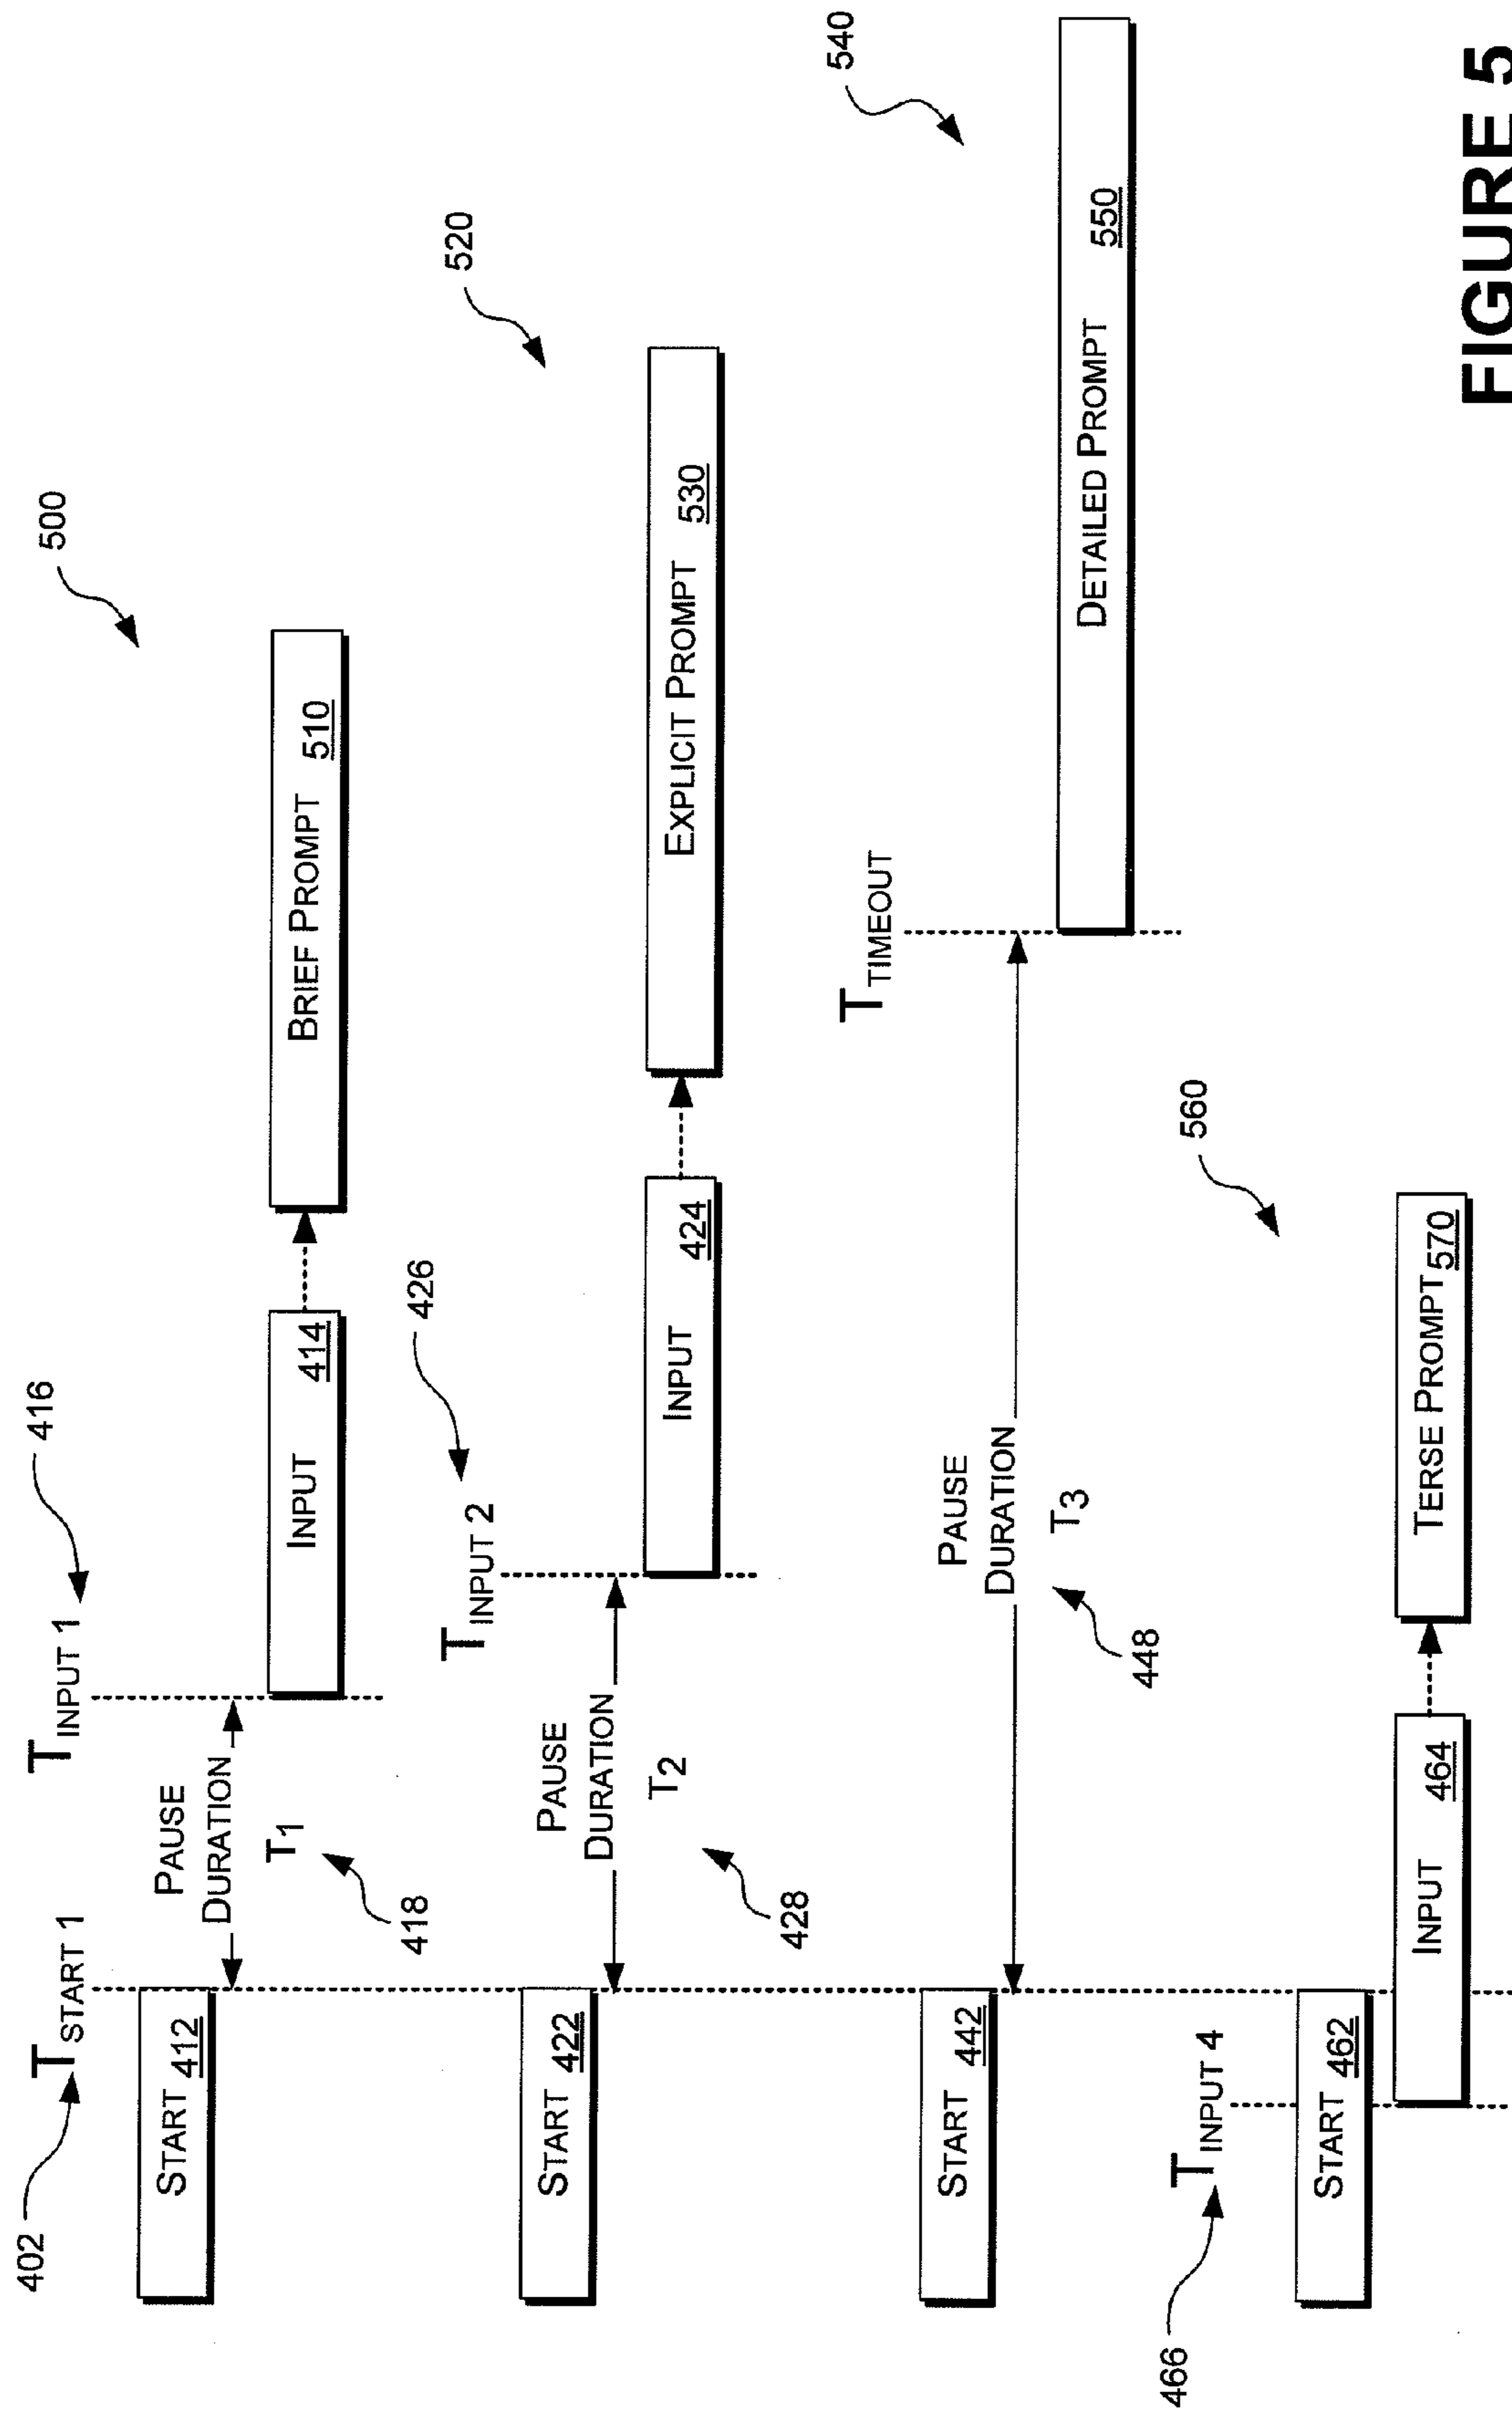 402
T START 1
T INPUT 1
416
500
START 412
PAUSE
DURATION
T1
418
INPUT 414
BRIEF PROMPT 510
T INPUT 2
426
520
START 422
PAUSE
DURATION
T2
428
INPUT 424
EXPLICIT PROMPT 530
T TIMEOUT
540
START 442
PAUSE
DURATION
T3
448
DETAILED PROMPT 550
466
T INPUT 4
560
START 462
INPUT 464
TERSE PROMPT 570
FIGURE 5